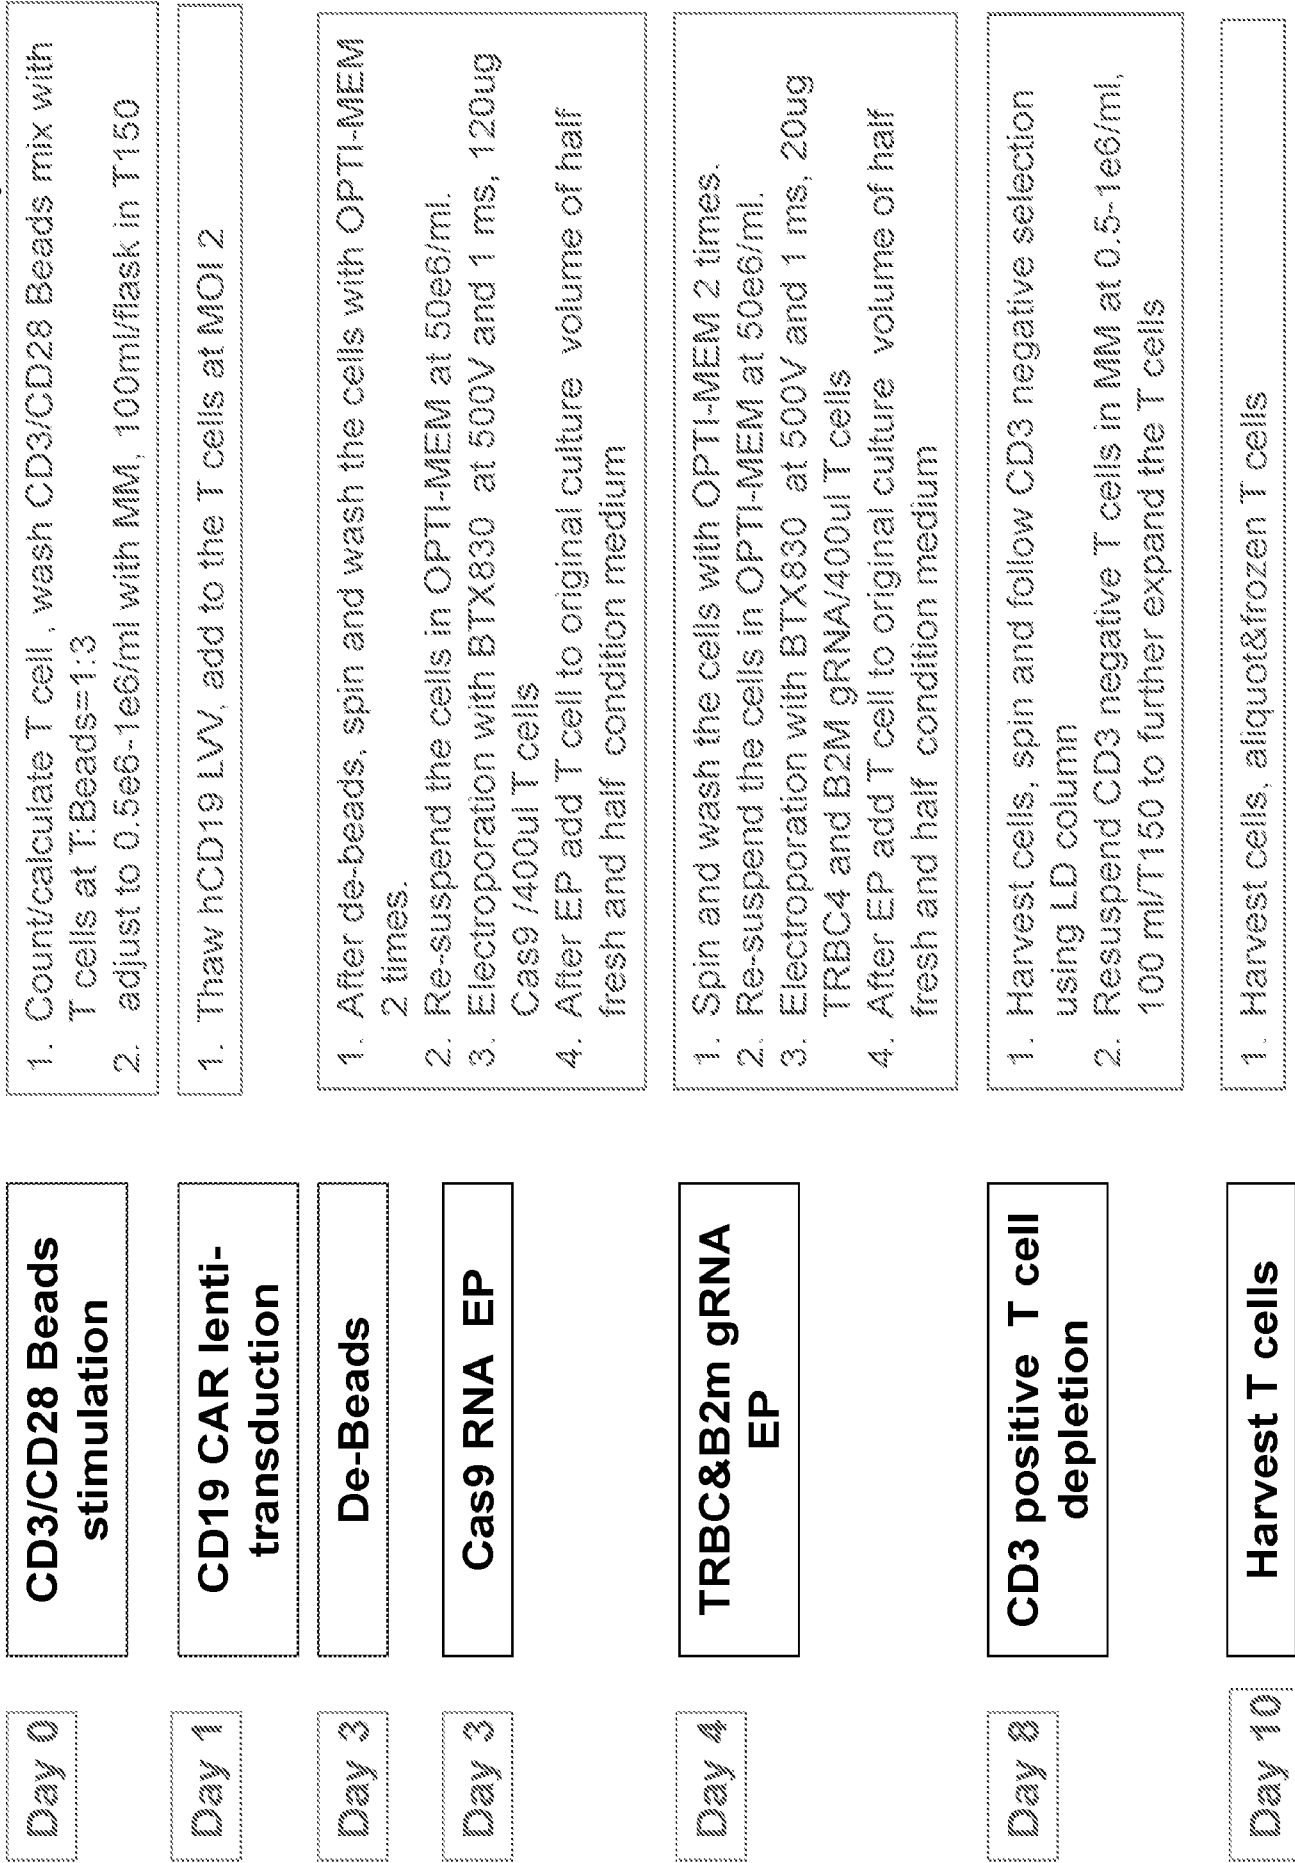 Day 0
CD3/CD28 Beads
stimulation
1. Count/calculate T cell , wash CD3/CD28 Beads mix with
T cells at T:Beads=1:3
2. adjust to 0.5e6-1e6/ml with MM, 100ml/flask in T150
Day 1
CD19 CAR lenti-
transduction
1. Thaw hCD19 LVV, add to the T cells at MOI 2
Day 3
De-Beads
Day 3
Cas9 RNA EP
1. After de-beads, spin and wash the cells with OPTI-MEM
2 times.
2. Re-suspend the cells in OPTI-MEM at 50e6/ml.
3. Electroporation with BTX830 at 500V and 1 ms, 120ug
Cas9 /400ul T cells
4. After EP add T cell to original culture volume of half
fresh and half condition medium
Day 4
TRBC&B2m gRNA
EP
1. Spin and wash the cells with OPTI-MEM 2 times.
2. Re-suspend the cells in OPTI-MEM at 50e6/ml.
3. Electroporation with BTX830 at 500V and 1 ms, 20ug
TRBC4 and B2M gRNA/400ul T cells
4. After EP add T cell to original culture volume of half
fresh and half condition medium
Day 8
CD3 positive T cell
depletion
1. Harvest cells, spin and follow CD3 negative selection
using LD column
2. Resuspend CD3 negative T cells in MM at 0.5-1e6/ml,
100 ml/T150 to further expand the T cells
Day 10
Harvest T cells
1. Harvest cells, aliquot&frozen T cells